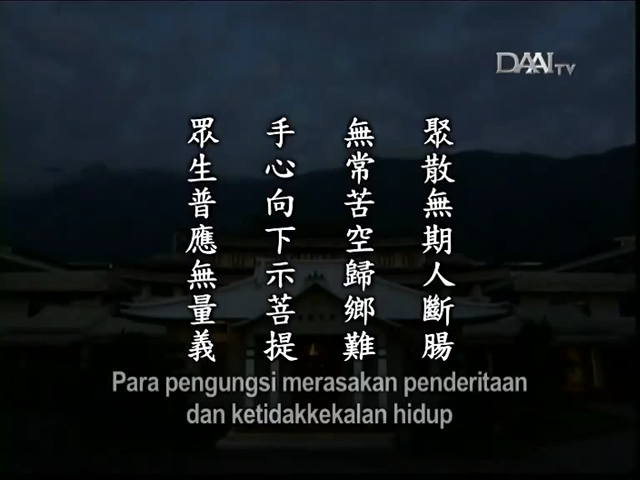 DAAI TV
聚散無期人斷腸
無常苦空歸鄉難
手心向下示菩提
眾生普應無量義
Para pengungsi merasakan penderitaan
dan ketidakkekalan hidup